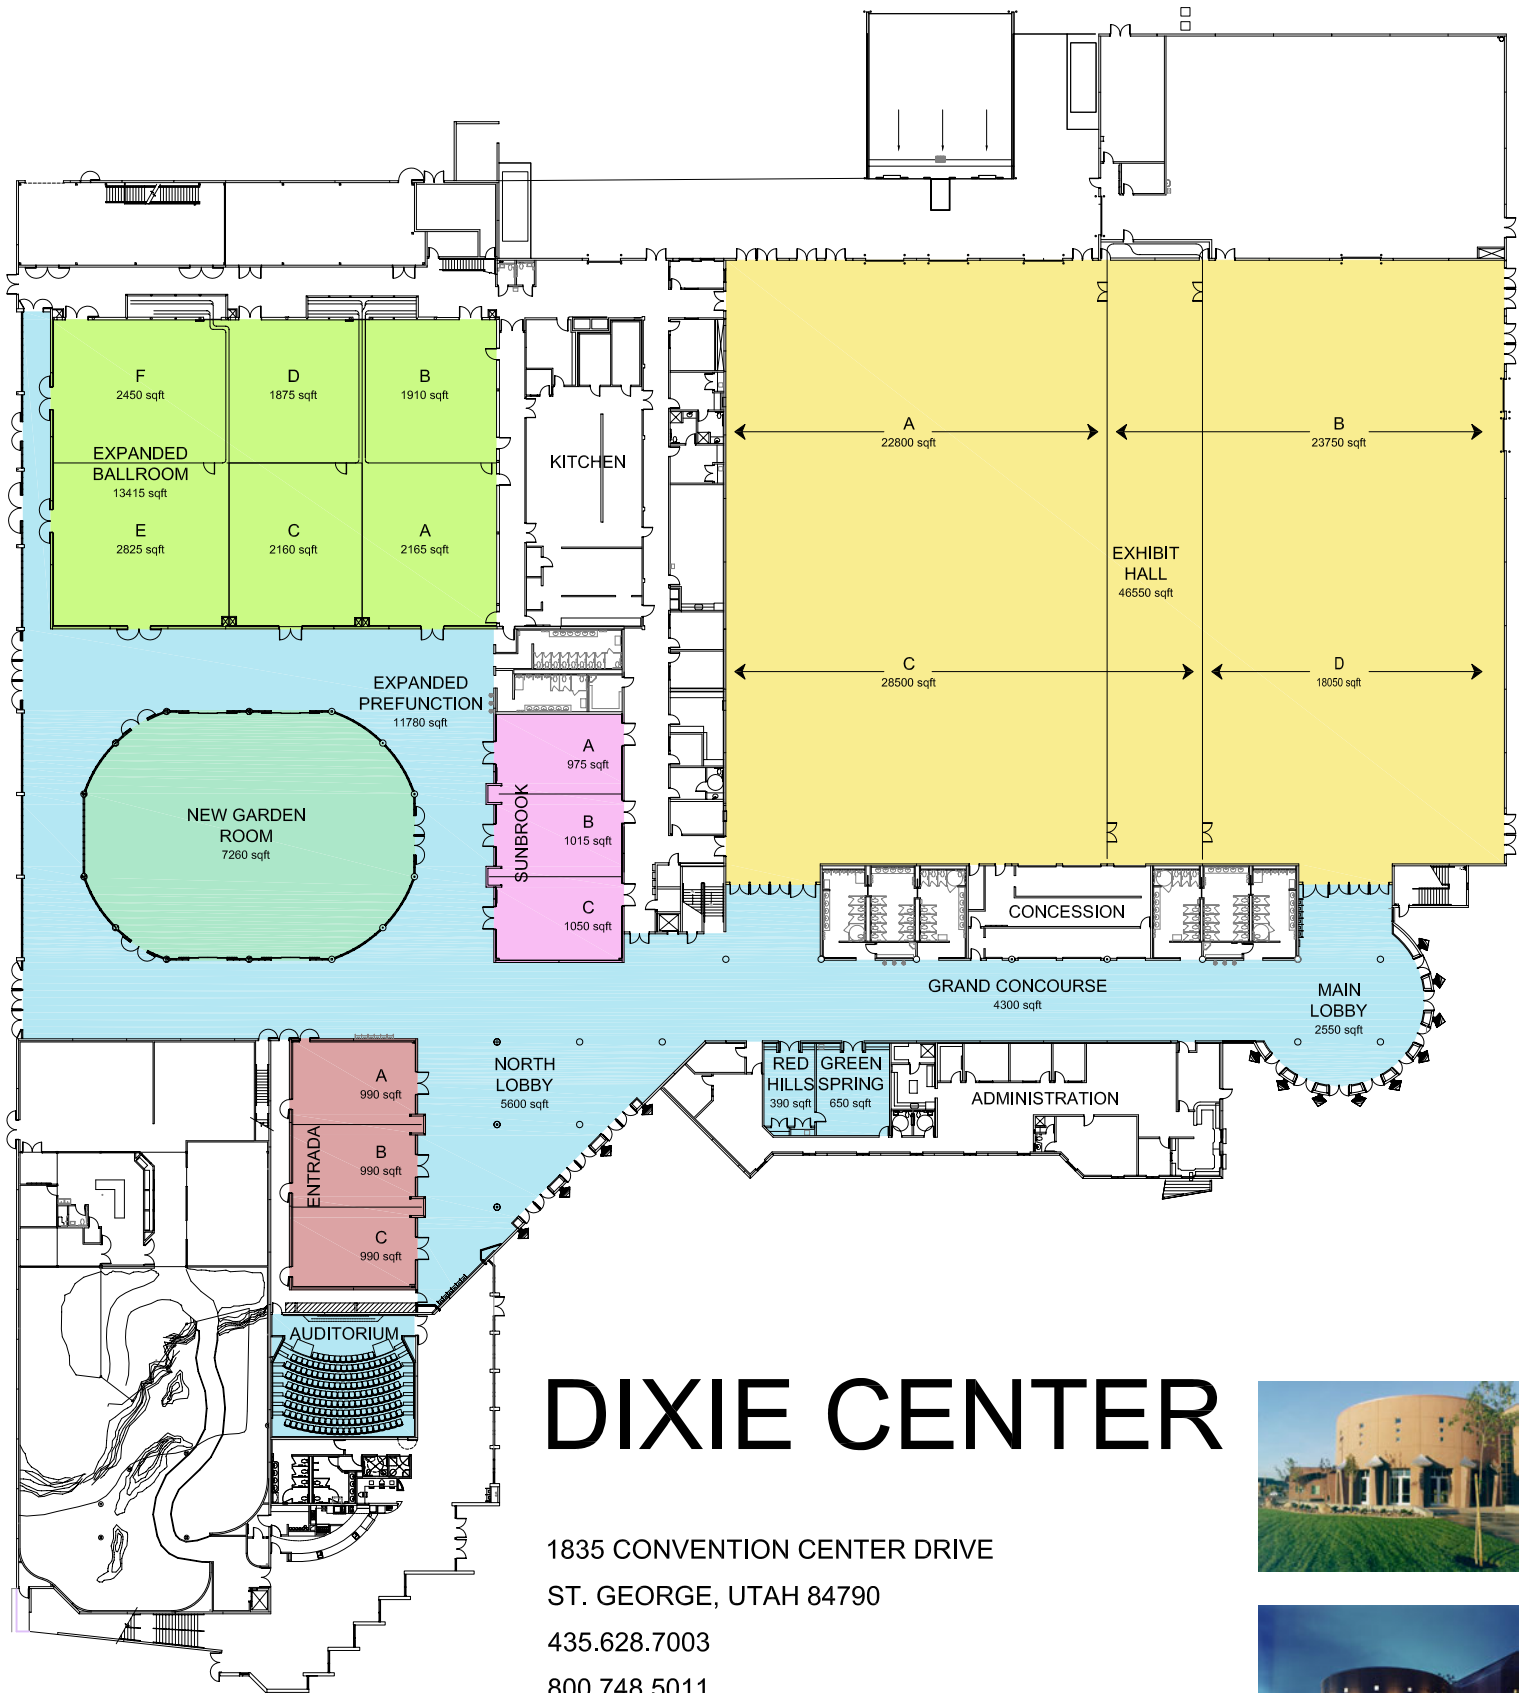 F
2450 sqft
D
1875 sqft
B
1910 sqft
EXPANDED
BALLROOM
13415 sqft
E
2825 sqft
C
2160 sqft
A
2165 sqft
KITCHEN
A
22800 sqft
B
23750 sqft
EXHIBIT
HALL
46550 sqft
C
28500 sqft
D
18050 sqft
EXPANDED
PREFUNCTION
11780 sqft
NEW GARDEN
ROOM
7260 sqft
SUNBROOK
A
975 sqft
B
1015 sqft
C
1050 sqft
CONCESSION
GRAND CONCOURSE
4300 sqft
MAIN
LOBBY
2550 sqft
NORTH
LOBBY
5600 sqft
RED
HILLS
390 sqft
GREEN
SPRING
650 sqft
ADMINISTRATION
ENTRADA
A
990 sqft
B
990 sqft
C
990 sqft
AUDITORIUM
DIXIE CENTER
1835 CONVENTION CENTER DRIVE
ST. GEORGE, UTAH 84790
435.628.7003
800.748.5011